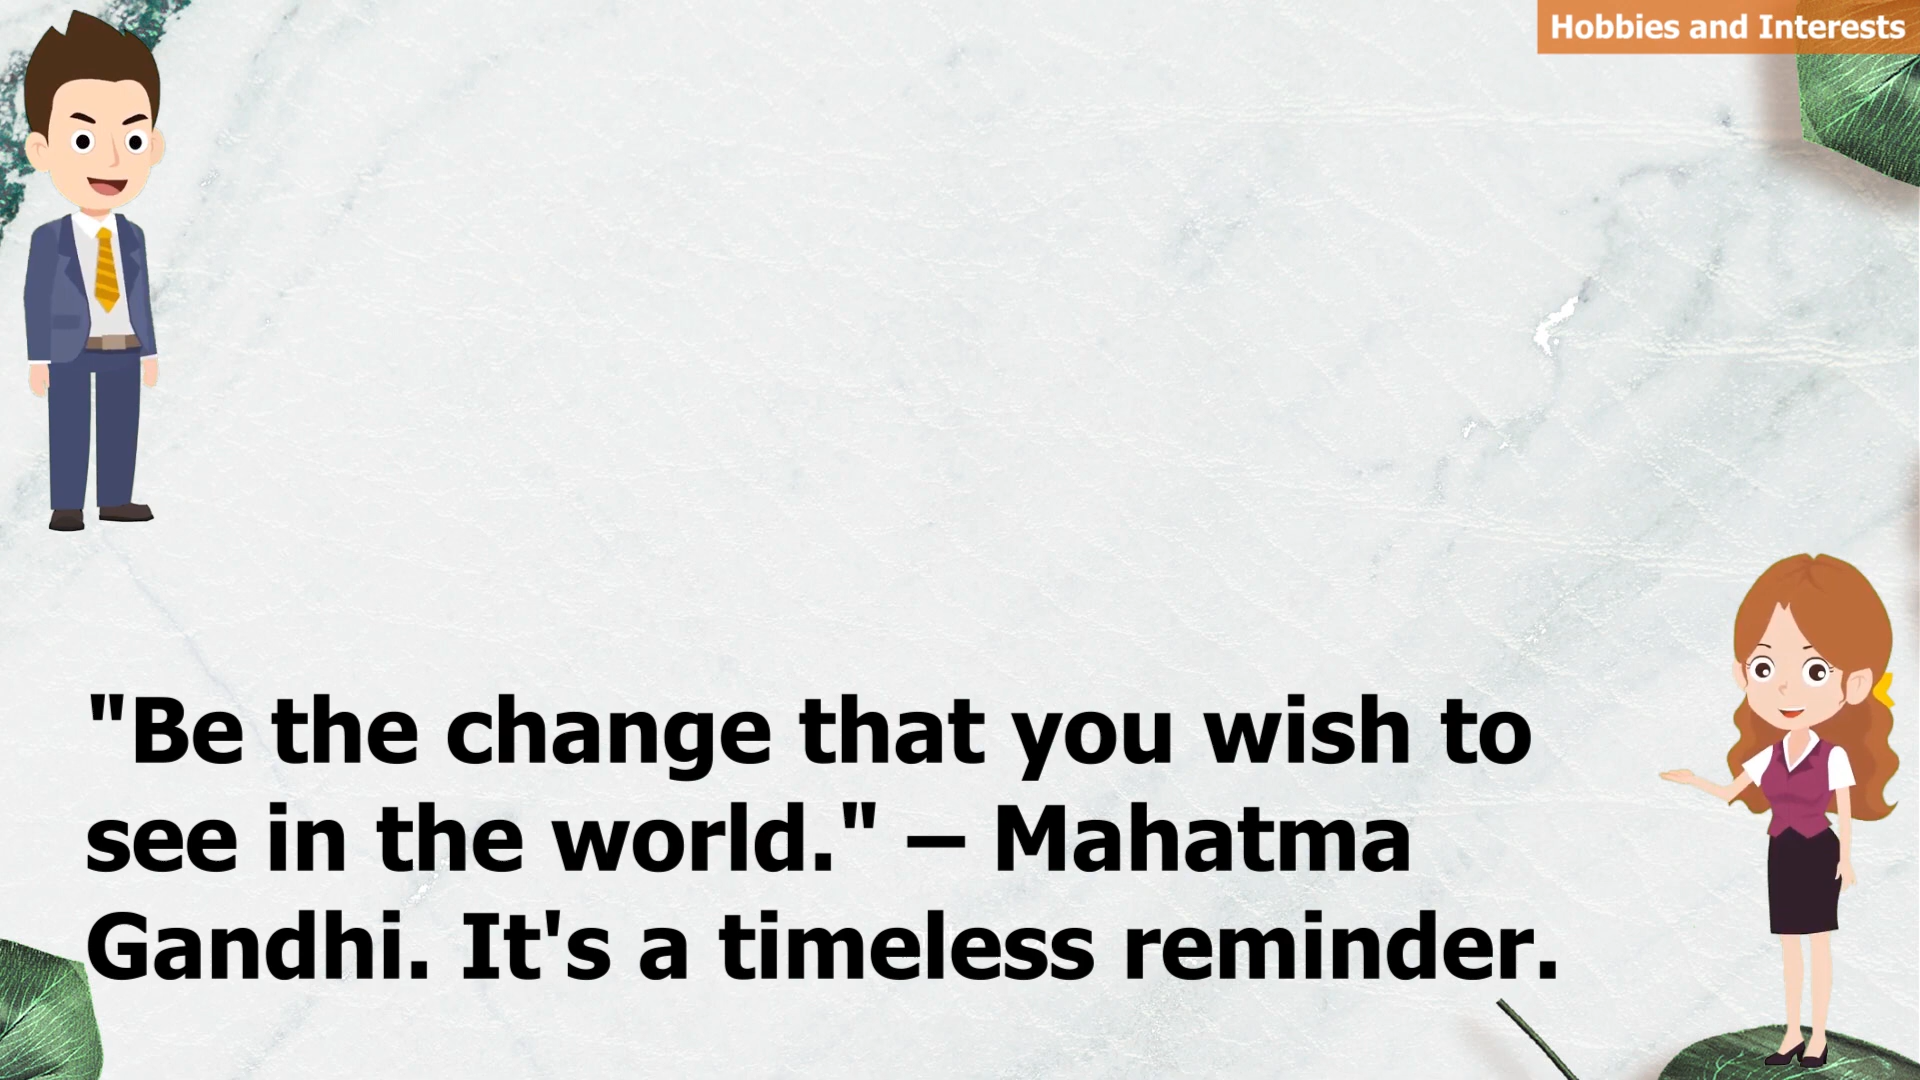 Hobbies and Interests
"Be the change that you wish to
see in the world." – Mahatma
Gandhi. It's a timeless reminder.